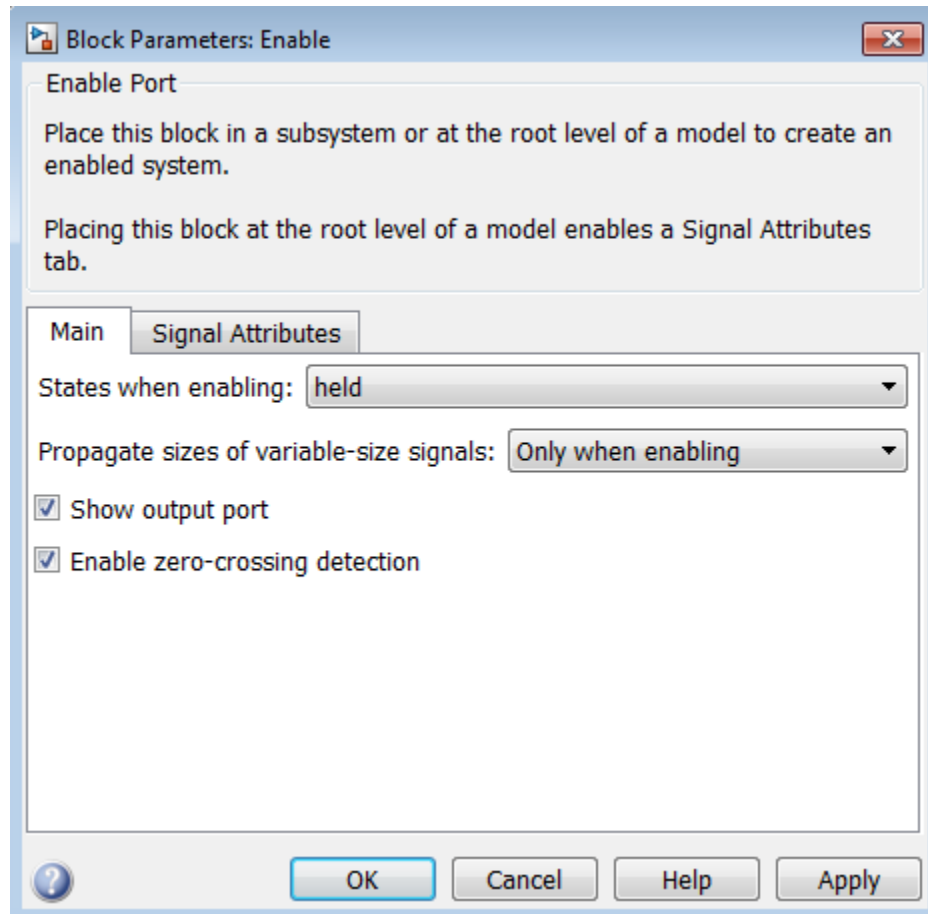 Block Parameters: Enable
Enable Port
Place this block in a subsystem or at the root level of a model to create an
enabled system.
Placing this block at the root level of a model enables a Signal Attributes
tab.
Main Signal Attributes
States when enabling: held
Propagate sizes of variable-size signals: Only when enabling
Show output port
Enable zero-crossing detection
? OK Cancel Help Apply